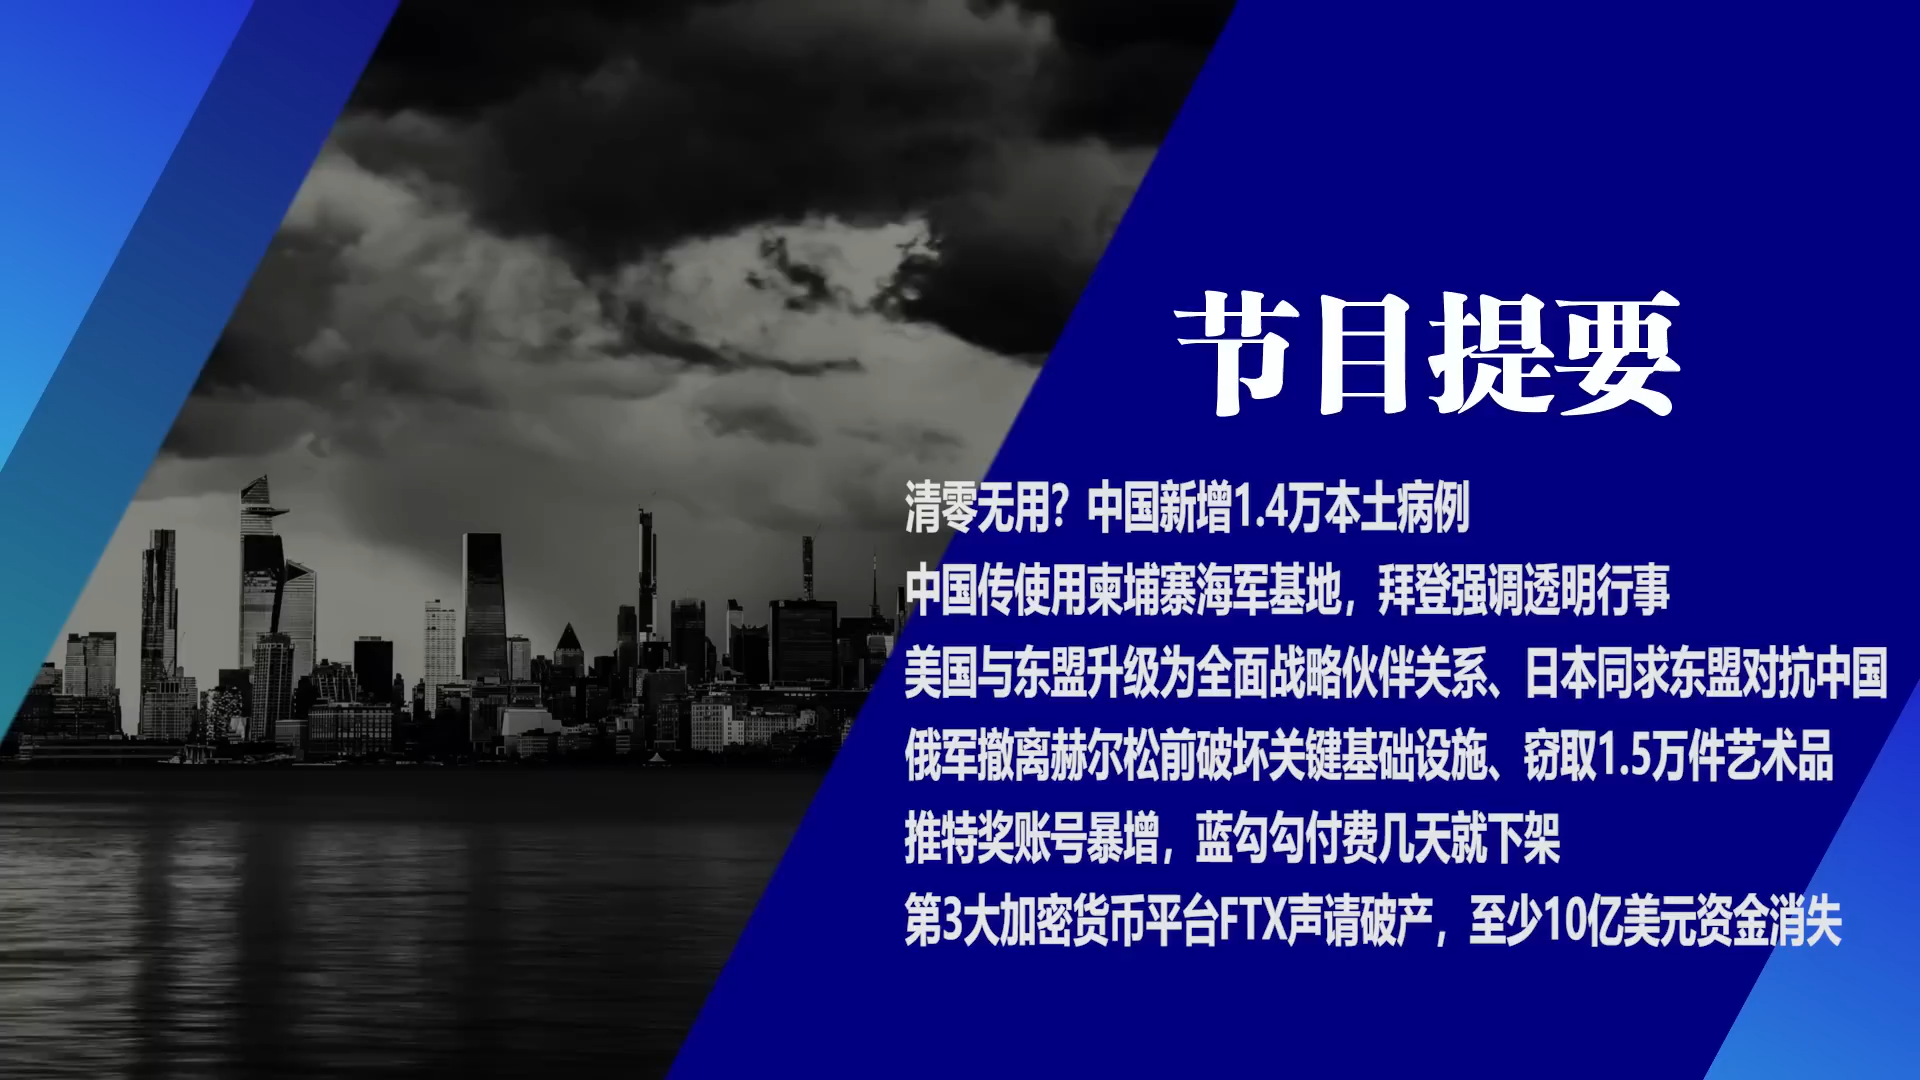 节目提要
清零无用？中国新增1.4万本土病例
中国传使用柬埔寨海军基地，拜登强调透明行事
美国与东盟升级为全面战略伙伴关系、日本同求东盟对抗中国
俄军撤离赫尔松前破坏关键基础设施、窃取1.5万件艺术品
推特奖账号暴增，蓝勾勾付费几天就下架
第3大加密货币平台FTX声请破产，至少10亿美元资金消失